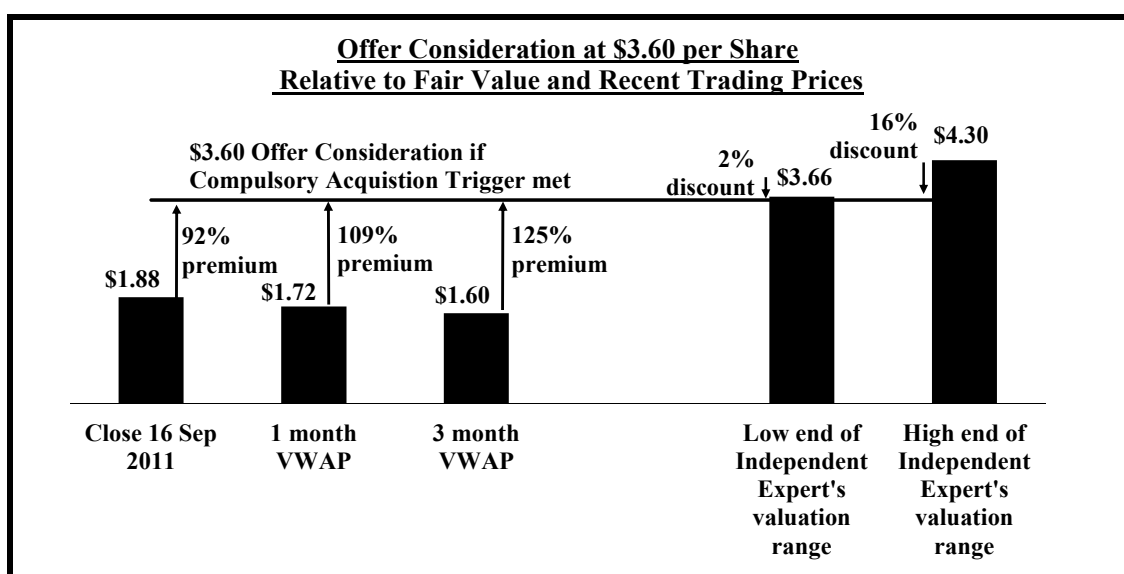 Offer Consideration at $3.60 per Share
Relative to Fair Value and Recent Trading Prices
$3.60 Offer Consideration if
Compulsory Acquistion Trigger met
92%
premium
109%
premium
125%
premium
2%
discount
16%
discount
$1.88
$1.72
$1.60
$3.66
$4.30
Close 16 Sep
2011
1 month
VWAP
3 month
VWAP
Low end of
Independent
Expert's
valuation
range
High end of
Independent
Expert's
valuation
range